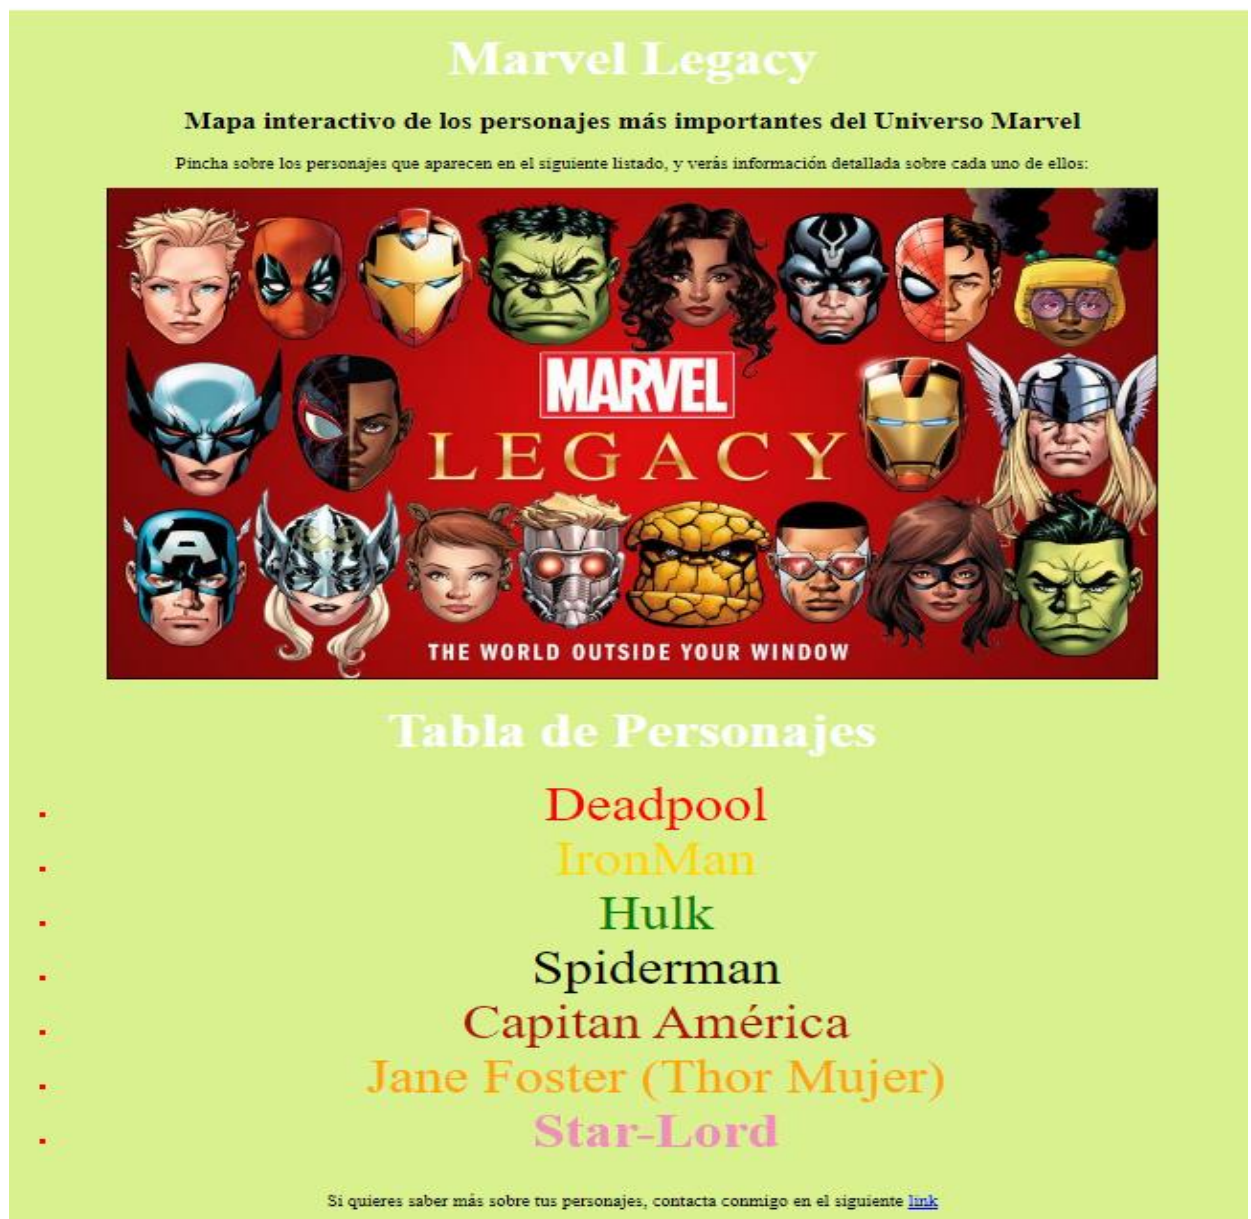 Marvel Legacy
Mapa interactivo de los personajes más importantes del Universo Marvel
Pincha sobre los personajes que aparecen en el siguiente listado, y verás información detallada sobre cada uno de ellos:
MARVEL
LEGACY
A
THE WORLD OUTSIDE YOUR WINDOW
Tabla de Personajes
Deadpool
IronMan
Hulk
Spiderman
Capitan América
Jane Foster (Thor Mujer)
Star-Lord
Si quieres saber más sobre tus personajes, contacta conmigo en el siguiente link